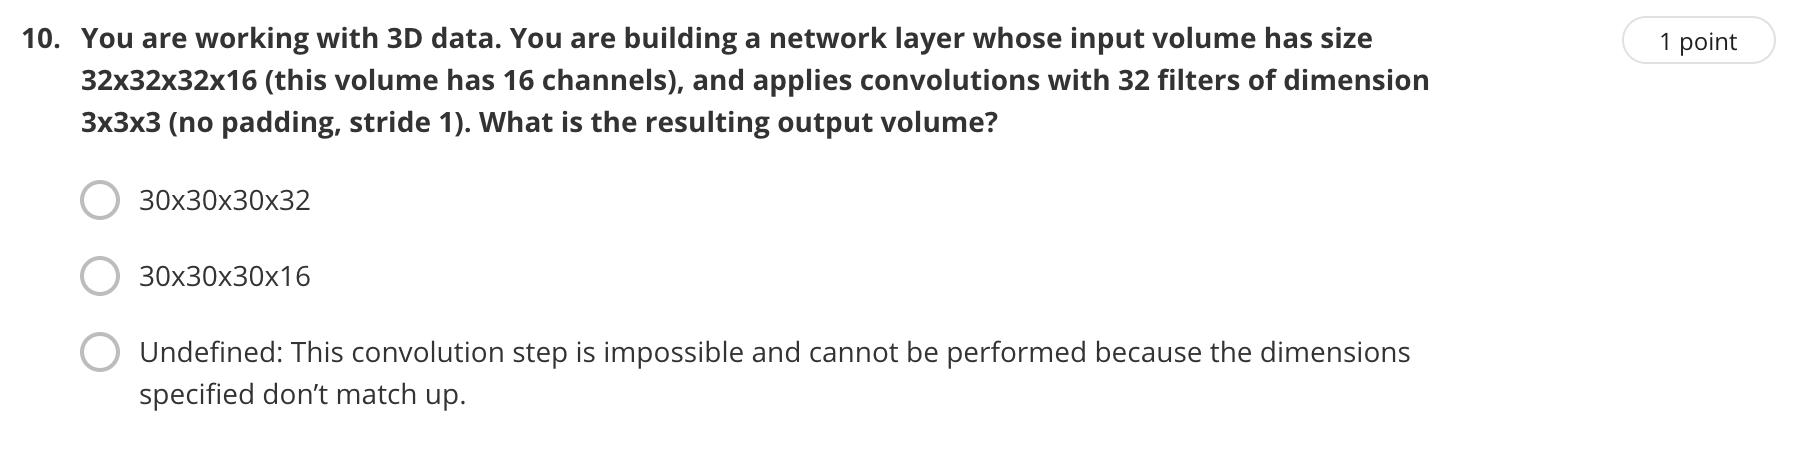 10. You are working with 3D data. You are building a network layer whose input volume has size
1 point
32x32x32x16 (this volume has 16 channels), and applies convolutions with 32 filters of dimension
3x3x3 (no padding, stride 1). What is the resulting output volume?
30x30x30x32
30x30x30x16
Undefined: This convolution step is impossible and cannot be performed because the dimensions
specified don’t match up.